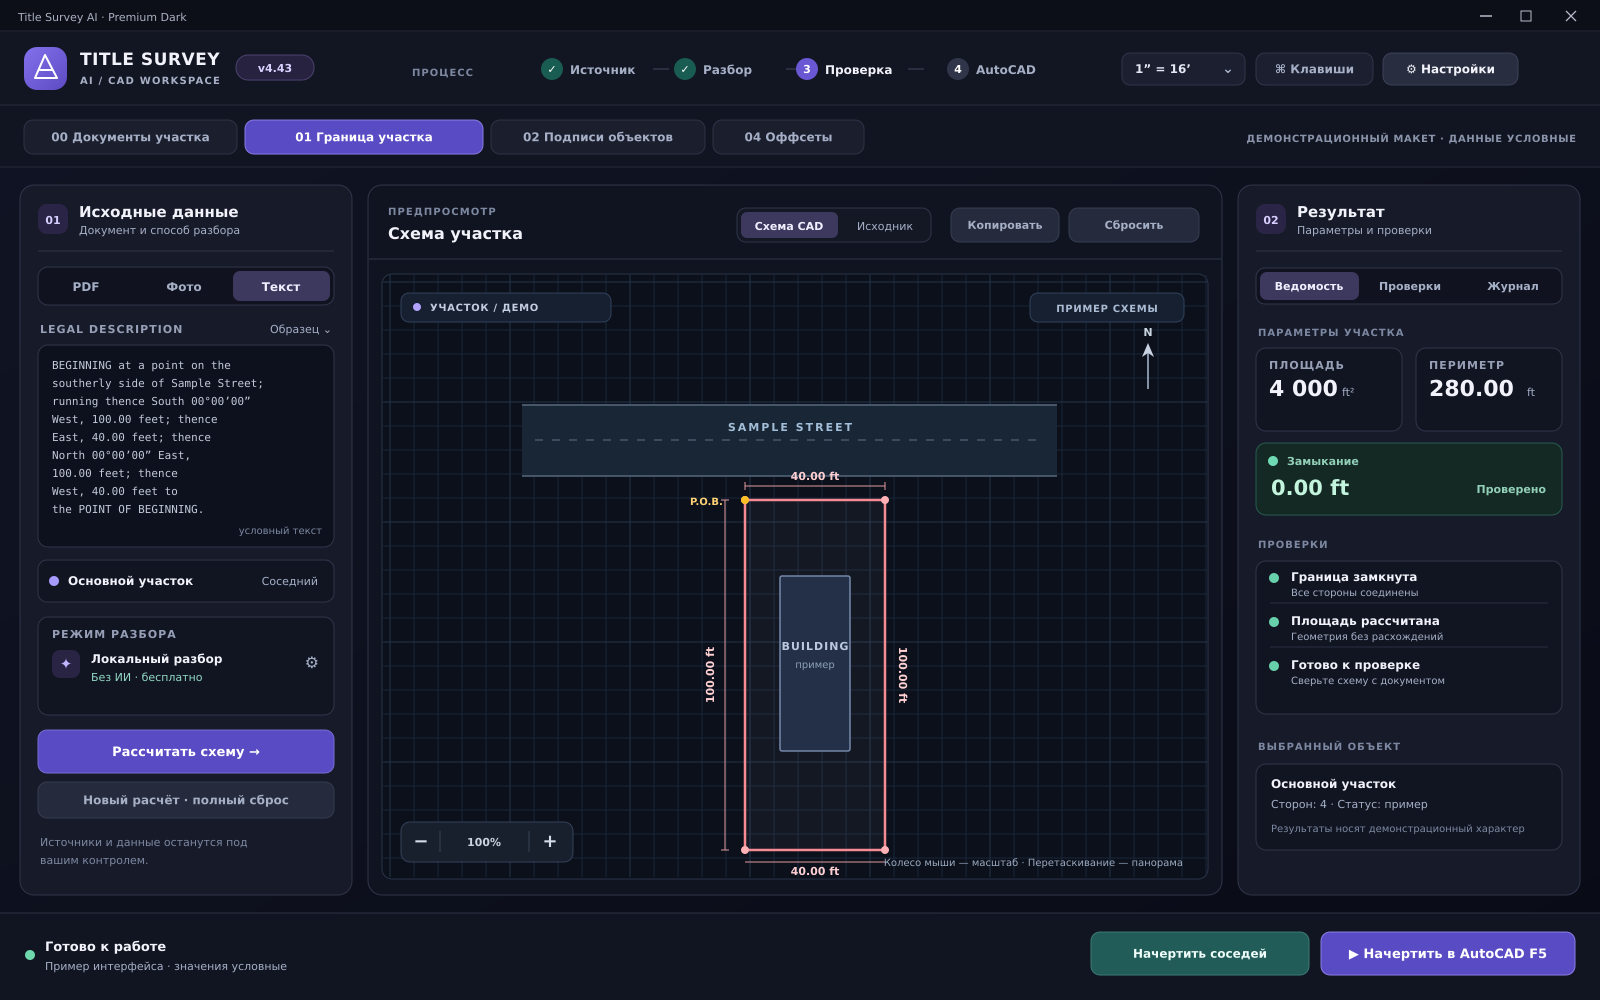 Title Survey AI · Premium Dark
TITLE SURVEY
AI / CAD WORKSPACE
v4.43
ПРОЦЕСС
✓ Источник
✓ Разбор
3 Проверка
4 AutoCAD
1” = 16’
⌘ Клавиши
⚙ Настройки
00 Документы участка
01 Граница участка
02 Подписи объектов
04 Оффсеты
ДЕМОНСТРАЦИОННЫЙ МАКЕТ · ДАННЫЕ УСЛОВНЫЕ
01
Исходные данные
Документ и способ разбора
PDF
Фото
Текст
LEGAL DESCRIPTION
Образец
BEGINNING at a point on the
southerly side of Sample Street;
running thence South 00°00’00”
West, 100.00 feet; thence
East, 40.00 feet; thence
North 00°00’00” East,
100.00 feet; thence
West, 40.00 feet to
the POINT OF BEGINNING.
условный текст
Основной участок
Соседний
РЕЖИМ РАЗБОРА
Локальный разбор
Без ИИ · бесплатно
Рассчитать схему →
Новый расчёт · полный сброс
Источники и данные останутся под
вашим контролем.
ПРЕДПРОСМОТР
Схема участка
Схема CAD
Исходник
Копировать
Сбросить
УЧАСТОК / ДЕМО
ПРИМЕР СХЕМЫ
N
SAMPLE STREET
40.00 ft
P.O.B.
100.00 ft
BUILDING
пример
100.00 ft
40.00 ft
− 100% +
Колесо мыши — масштаб · Перетаскивание — панорама
02
Результат
Параметры и проверки
Ведомость
Проверки
Журнал
ПАРАМЕТРЫ УЧАСТКА
ПЛОЩАДЬ
4 000 ft²
ПЕРИМЕТР
280.00 ft
Замыкание
0.00 ft
Проверено
ПРОВЕРКИ
Граница замкнута
Все стороны соединены
Площадь рассчитана
Геометрия без расхождений
Готово к проверке
Сверьте схему с документом
ВЫБРАННЫЙ ОБЪЕКТ
Основной участок
Сторон: 4 · Статус: пример
Результаты носят демонстрационный характер
Готово к работе
Пример интерфейса · значения условные
Начертить соседей
▶ Начертить в AutoCAD F5